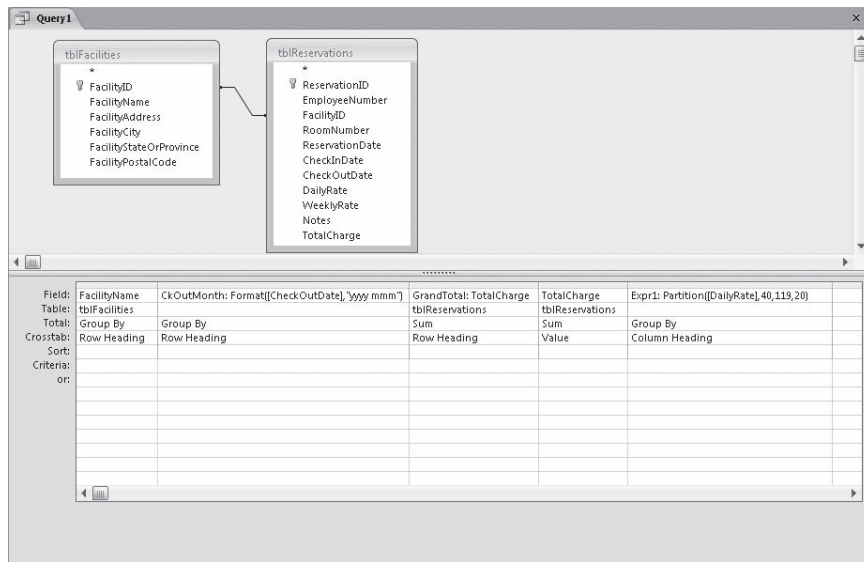 Query1
tblFacilities
*
FacilityID
FacilityName
FacilityAddress
FacilityCity
FacilityStateOrProvince
FacilityPostalCode
tblReservations
*
ReservationID
EmployeeNumber
FacilityID
RoomNumber
ReservationDate
CheckInDate
CheckOutDate
DailyRate
WeeklyRate
Notes
TotalCharge
Field: FacilityName CkOutMonth: Format([CheckOutDate],"yyyy mmm") GrandTotal: TotalCharge TotalCharge Expr1: Partition([DailyRate],40,119,20)
Table: tblFacilities tblReservations tblReservations
Total: Group By Group By Sum Sum Group By
Crosstab: Row Heading Row Heading Row Heading Value Column Heading
Sort:
Criteria:
or: